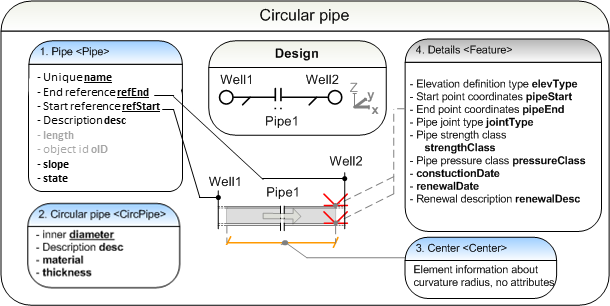 Circular pipe
1. Pipe <Pipe>
- Unique name
- End reference refEnd
- Start reference refStart
- Description desc
- length
- object id oID
- slope
- state
2. Circular pipe <CircPipe>
- inner diameter
- Description desc
- material
- thickness
Design
Well1
Well2
Pipe1
Z
y
x
Well2
Well1
Pipe1
4. Details <Feature>
- Elevation definition type elevType
- Start point coordinates pipeStart
- End point coordinates pipeEnd
- Pipe joint type jointType
- Pipe strength class
strengthClass
- Pipe pressure class pressureClass
- constuctionDate
- renewalDate
- Renewal description renewalDesc
3. Center <Center>
Element information about
curvature radius, no attributes